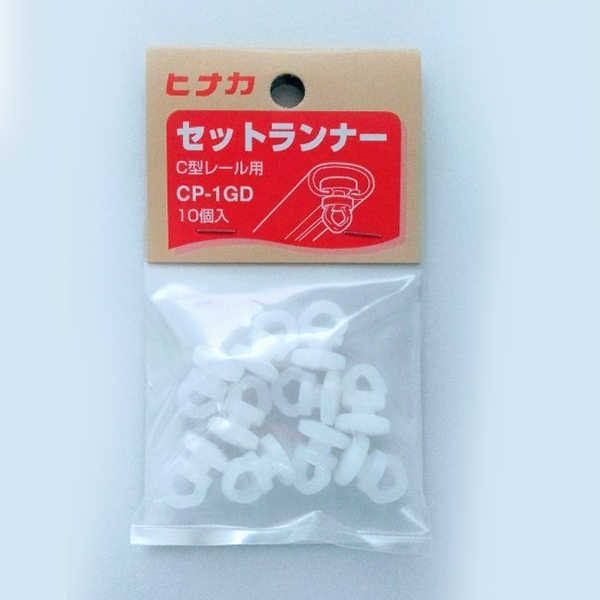 ヒナカ
セットランナー
C型レール用
CP-1GD
10個入